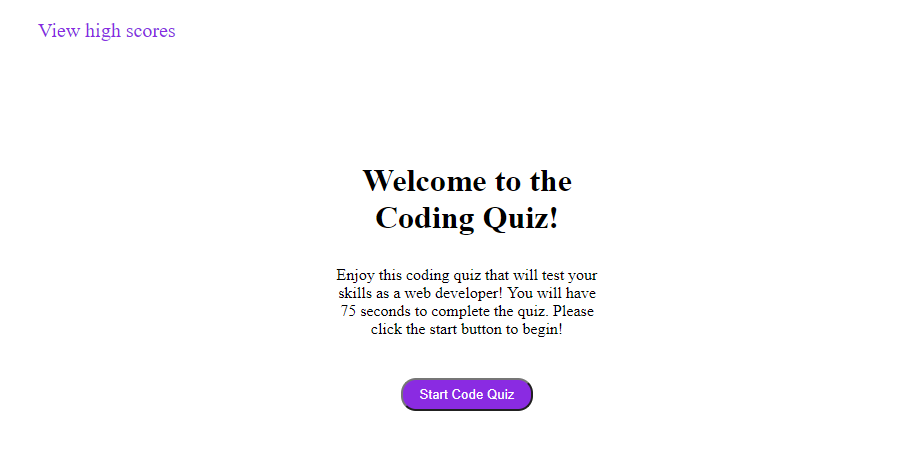 View high scores
Welcome to the
Coding Quiz!
Enjoy this coding quiz that will test your
skills as a web developer! You will have
75 seconds to complete the quiz. Please
click the start button to begin!
Start Code Quiz